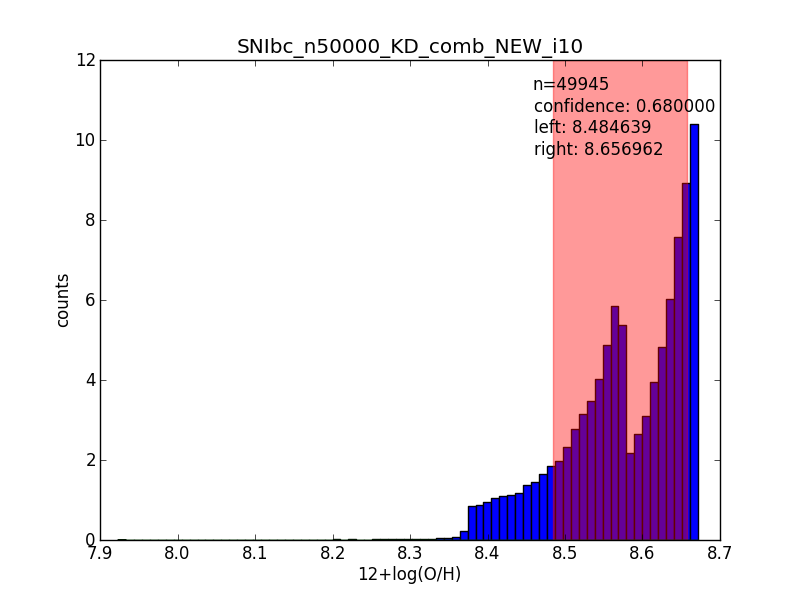 SNIbc_n50000_KD_comb_NEW_i10
12
10
8
6
4
2
0
counts
n=49945
confidence: 0.680000
left: 8.484639
right: 8.656962
7.9 8.0 8.1 8.2 8.3 8.4 8.5 8.6 8.7
12+log(O/H)